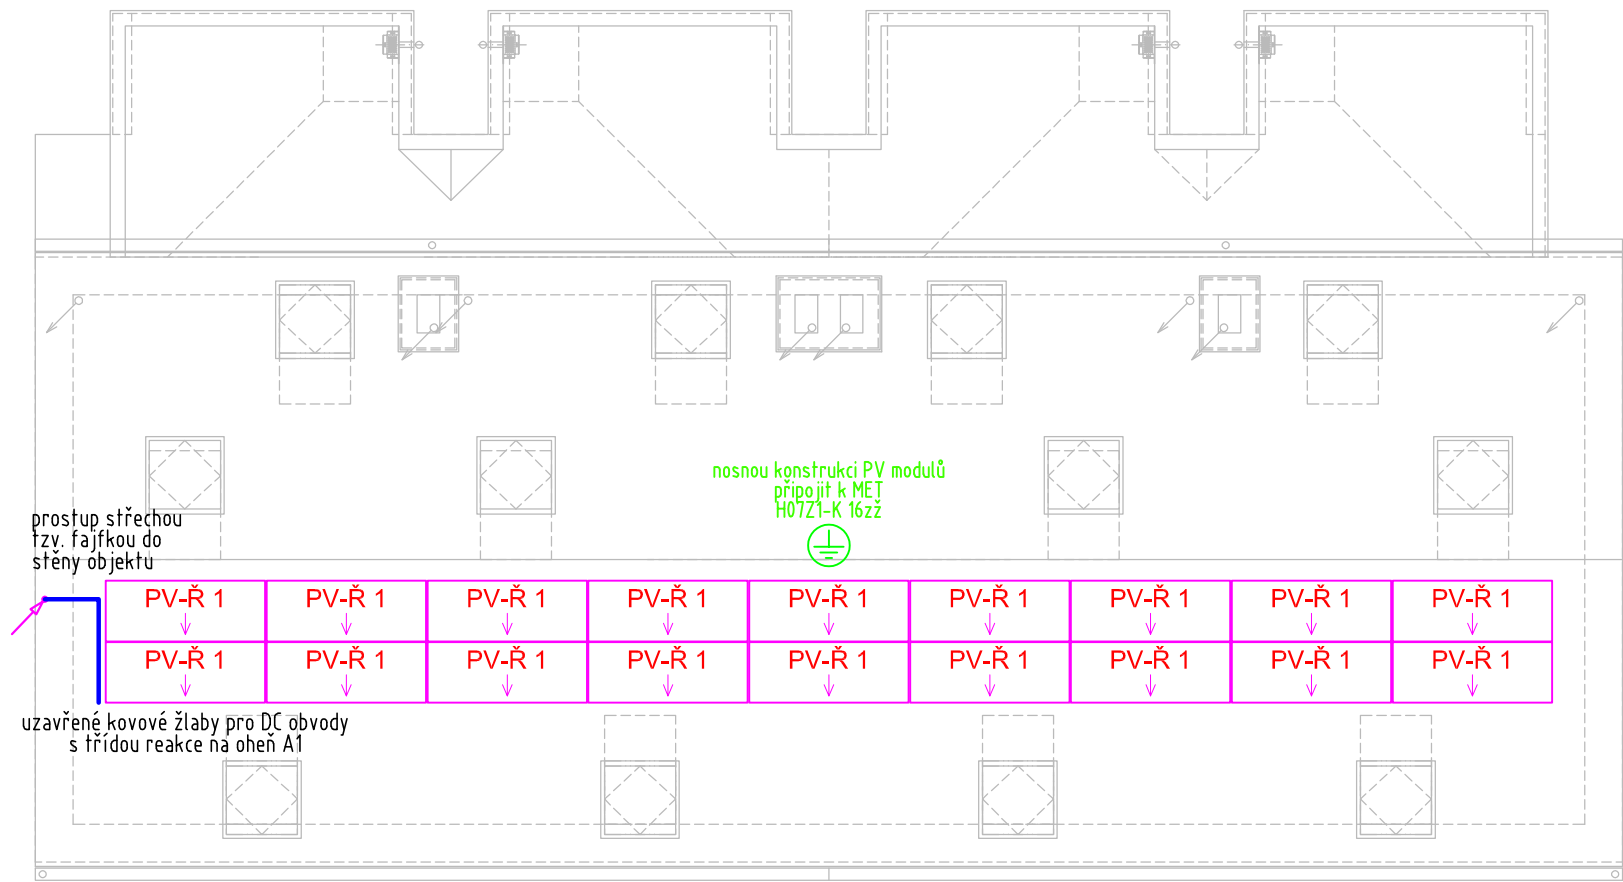 nosnou konstrukci PV modulů
připojit k MET
H07Z1-K 16zž
prostup střechou
tzv. fajfkou do
stěny objektu
PV-Ř 1 PV-Ř 1 PV-Ř 1 PV-Ř 1 PV-Ř 1 PV-Ř 1 PV-Ř 1 PV-Ř 1 PV-Ř 1
PV-Ř 1 PV-Ř 1 PV-Ř 1 PV-Ř 1 PV-Ř 1 PV-Ř 1 PV-Ř 1 PV-Ř 1 PV-Ř 1
uzavřené kovové žlaby pro DC obvody
s třídou reakce na oheň A1